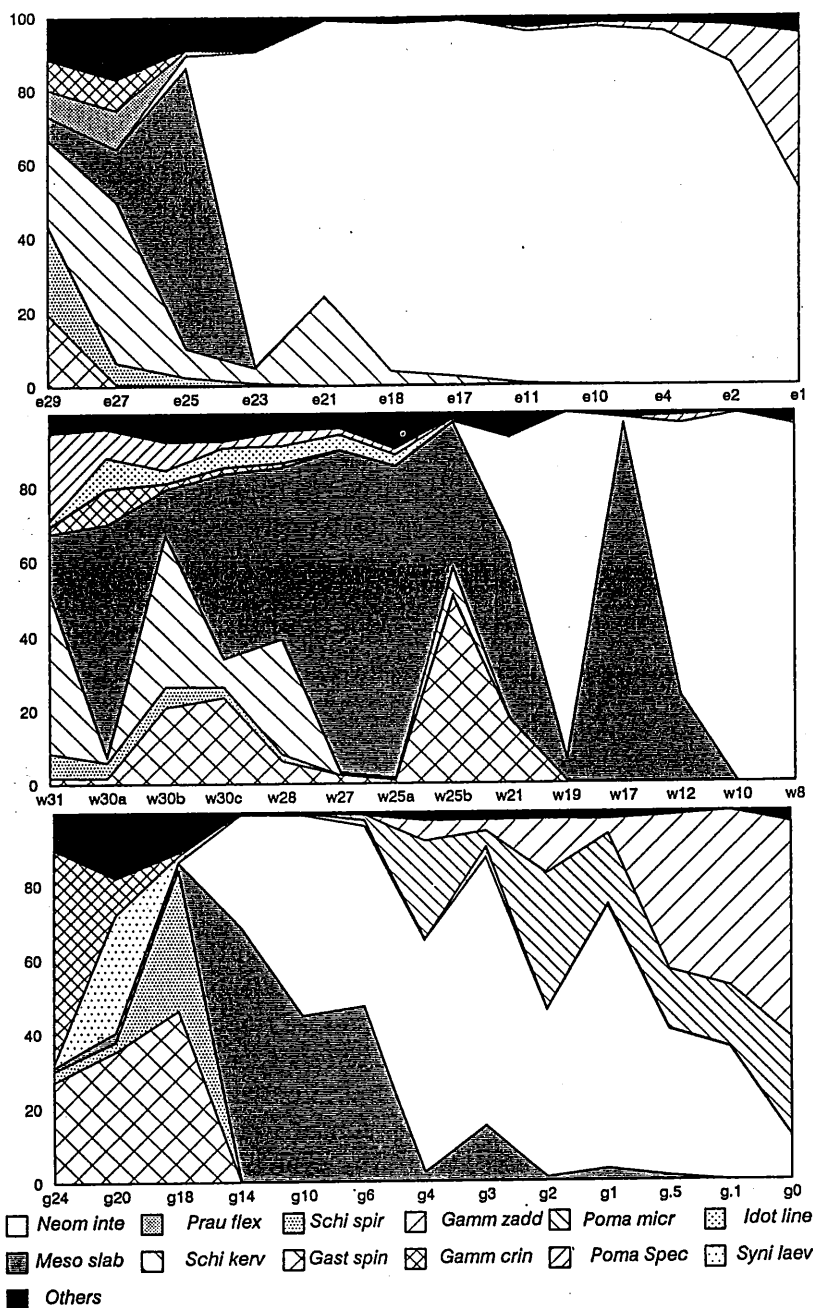 100
80
60
40
20
0
e29 e27 e25 e23 e21 e18 e17 e11 e10 e4 e2 e1
80
60
40
20
0
w31 w30a w30b w30c w28 w27 w25a w25b w21 w19 w17 w12 w10 w8
80
60
40
20
0
g24 g20 g18 g14 g10 g6 g4 g3 g2 g1 g.5 g.1 g0
Neom inte Prau flex Schi spir Gamm zadd Poma micr Idot line
Meso slab Schi kerv Gast spin Gamm crin Poma Spec Syni laev
Others